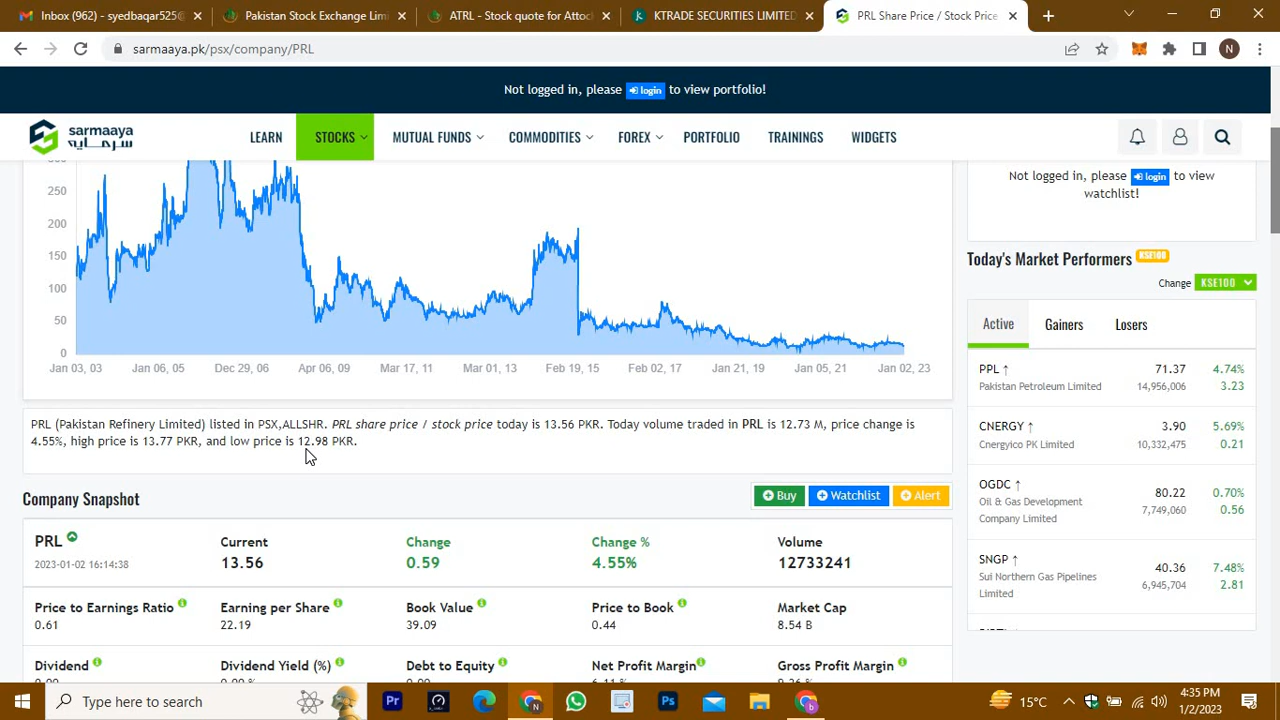 Inbox (962) - syedbaqar525@
Pakistan Stock Exchange Limi
ATRL - Stock quote for Attoc
KTRADE SECURITIES LIMITED
PRL Share Price / Stock Price
sarmaaya.pk/psx/company/PRL
N
Not logged in, please login to view portfolio!
sarmaaya
سرمایہ
LEARN
STOCKS
MUTUAL FUNDS
COMMODITIES
FOREX
PORTFOLIO
TRAININGS
WIDGETS
300
250
200
150
100
50
0
Jan 03, 03
Jan 06, 05
Dec 29, 06
Apr 06, 09
Mar 17, 11
Mar 01, 13
Feb 19, 15
Feb 02, 17
Jan 21, 19
Jan 05, 21
Jan 02, 23
Not logged in, please login to view
watchlist!
Today's Market Performers KSE100
Change KSE100
Active Gainers Losers
PPL ↑ 71.37 4.74%
Pakistan Petroleum Limited 14,956,006 3.23
CNERGY ↑ 3.90 5.69%
Cnergyico PK Limited 10,332,475 0.21
OGDC ↑ 80.22 0.70%
Oil & Gas Development 7,749,060 0.56
Company Limited
SNGP ↑ 40.36 7.48%
Sui Northern Gas Pipelines 6,945,704 2.81
Limited
PRL (Pakistan Refinery Limited) listed in PSX,ALLSHR. PRL share price / stock price today is 13.56 PKR. Today volume traded in PRL is 12.73 M, price change is
4.55%, high price is 13.77 PKR, and low price is 12.98 PKR.
Company Snapshot
Buy Watchlist Alert
PRL Current Change Change % Volume
2023-01-02 16:14:38 13.56 0.59 4.55% 12733241
Price to Earnings Ratio Earning per Share Book Value Price to Book Market Cap
0.61 22.19 39.09 0.44 8.54 B
Dividend Dividend Yield (%) Debt to Equity Net Profit Margin Gross Profit Margin
Type here to search
Pr
Ps
15°C
4:35 PM
1/2/2023